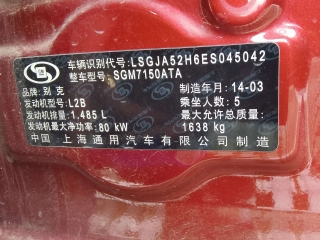 车辆识别代号: LSGJA52H6ES045042
整车型号: SGM7150ATA
品牌: 别克
制造年月: 14-03
发动机型号: L2B
乘坐人数: 5
发动机排量: 1.485 L
最大允许总质量:
发动机最大净功率: 80 kW
1638 kg
中国上海通用汽车有限公司制造